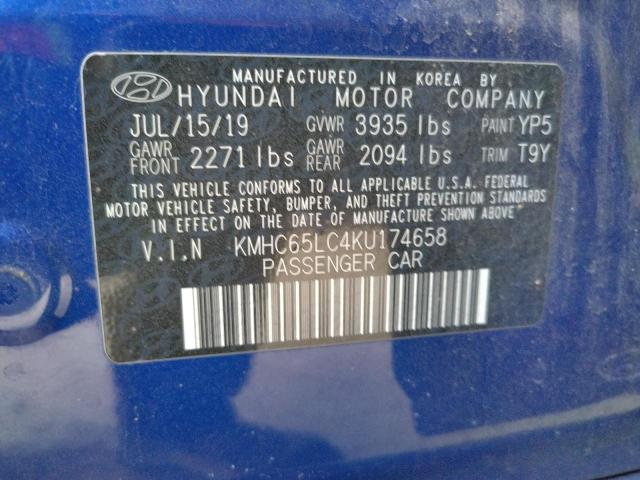 MANUFACTURED IN KOREA BY
HYUNDAI MOTOR COMPANY
JUL/15/19 GVWR 3935 lbs PAINT YP5
GAWR FRONT 2271 lbs GAWR REAR 2094 lbs TRIM T9Y
THIS VEHICLE CONFORMS TO ALL APPLICABLE U.S.A. FEDERAL
MOTOR VEHICLE SAFETY, BUMPER, AND THEFT PREVENTION STANDARDS
IN EFFECT ON THE DATE OF MANUFACTURE SHOWN ABOVE
V.I.N KMHC65LC4KU174658
PASSENGER CAR